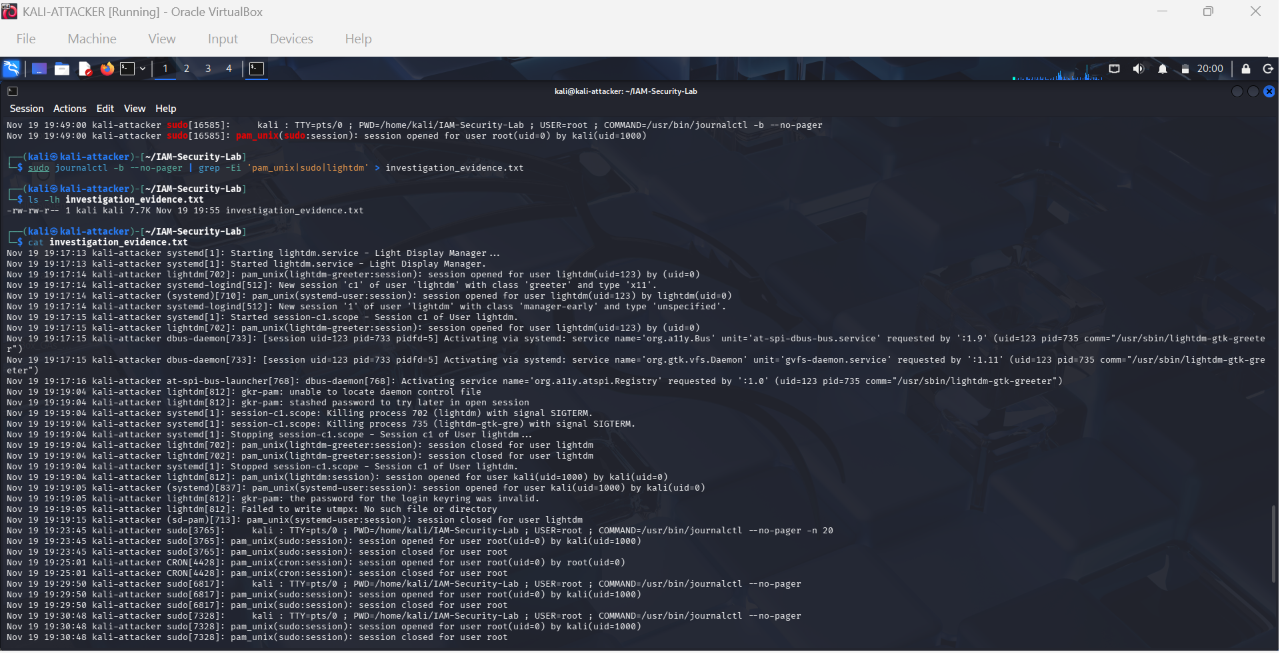 KALI-ATTACKER [Running] - Oracle VirtualBox
File Machine View Input Devices Help
1 2 3 4 20:00
kali@kali-attacker: ~/IAM-Security-Lab
Session Actions Edit View Help
Nov 19 19:49:00 kali-attacker sudo[16585]:     kali : TTY=pts/0 ; PWD=/home/kali/IAM-Security-Lab ; USER=root ; COMMAND=/usr/bin/journalctl -b --no-pager
Nov 19 19:49:00 kali-attacker sudo[16585]: pam_unix(sudo:session): session opened for user root(uid=0) by kali(uid=1000)
┌──(kali㉿kali-attacker)-[~/IAM-Security-Lab]
└─$ sudo journalctl -b --no-pager | grep -Ei 'pam_unix|sudo|lightdm' > investigation_evidence.txt
┌──(kali㉿kali-attacker)-[~/IAM-Security-Lab]
└─$ ls -lh investigation_evidence.txt
-rw-rw-r-- 1 kali kali 7.7K Nov 19 19:55 investigation_evidence.txt
┌──(kali㉿kali-attacker)-[~/IAM-Security-Lab]
└─$ cat investigation_evidence.txt
Nov 19 19:17:13 kali-attacker systemd[1]: Starting lightdm.service - Light Display Manager...
Nov 19 19:17:13 kali-attacker systemd[1]: Started lightdm.service - Light Display Manager.
Nov 19 19:17:14 kali-attacker lightdm[702]: pam_unix(lightdm-greeter:session): session opened for user lightdm(uid=123) by (uid=0)
Nov 19 19:17:14 kali-attacker systemd-logind[512]: New session 'c1' of user 'lightdm' with class 'greeter' and type 'x11'.
Nov 19 19:17:14 kali-attacker (systemd)[710]: pam_unix(systemd-user:session): session opened for user lightdm(uid=123) by lightdm(uid=0)
Nov 19 19:17:14 kali-attacker systemd-logind[512]: New session '1' of user 'lightdm' with class 'manager-early' and type 'unspecified'.
Nov 19 19:17:15 kali-attacker systemd[1]: Started session-c1.scope - Session c1 of User lightdm.
Nov 19 19:17:15 kali-attacker lightdm[702]: pam_unix(lightdm-greeter:session): session opened for user lightdm(uid=123) by (uid=0)
Nov 19 19:17:15 kali-attacker dbus-daemon[733]: [session uid=123 pid=733 pidfd=5] Activating via systemd: service name='org.a11y.Bus' unit='at-spi-dbus-bus.service' requested by ':1.9' (uid=123 pid=735 comm="/usr/sbin/lightdm-gtk-greete
r")
Nov 19 19:17:15 kali-attacker dbus-daemon[733]: [session uid=123 pid=733 pidfd=5] Activating via systemd: service name='org.gtk.vfs.Daemon' unit='gvfs-daemon.service' requested by ':1.11' (uid=123 pid=735 comm="/usr/sbin/lightdm-gtk-gre
eter")
Nov 19 19:17:16 kali-attacker at-spi-bus-launcher[768]: dbus-daemon[768]: Activating service name='org.a11y.atspi.Registry' requested by ':1.0' (uid=123 pid=735 comm="/usr/sbin/lightdm-gtk-greeter")
Nov 19 19:19:04 kali-attacker lightdm[812]: gkr-pam: unable to locate daemon control file
Nov 19 19:19:04 kali-attacker lightdm[812]: gkr-pam: stashed password to try later in open session
Nov 19 19:19:04 kali-attacker systemd[1]: session-c1.scope: Killing process 702 (lightdm) with signal SIGTERM.
Nov 19 19:19:04 kali-attacker systemd[1]: session-c1.scope: Killing process 735 (lightdm-gtk-gre) with signal SIGTERM.
Nov 19 19:19:04 kali-attacker systemd[1]: Stopping session-c1.scope - Session c1 of User lightdm...
Nov 19 19:19:04 kali-attacker lightdm[702]: pam_unix(lightdm-greeter:session): session closed for user lightdm
Nov 19 19:19:04 kali-attacker lightdm[702]: pam_unix(lightdm-greeter:session): session closed for user lightdm
Nov 19 19:19:04 kali-attacker systemd[1]: Stopped session-c1.scope - Session c1 of User lightdm.
Nov 19 19:19:04 kali-attacker lightdm[812]: pam_unix(lightdm:session): session opened for user kali(uid=1000) by kali(uid=0)
Nov 19 19:19:05 kali-attacker (systemd)[837]: pam_unix(systemd-user:session): session opened for user kali(uid=1000) by kali(uid=0)
Nov 19 19:19:05 kali-attacker lightdm[812]: gkr-pam: the password for the login keyring was invalid.
Nov 19 19:19:05 kali-attacker lightdm[812]: Failed to write utmpx: No such file or directory
Nov 19 19:19:15 kali-attacker (sd-pam)[713]: pam_unix(systemd-user:session): session closed for user lightdm
Nov 19 19:23:45 kali-attacker sudo[3765]:     kali : TTY=pts/0 ; PWD=/home/kali/IAM-Security-Lab ; USER=root ; COMMAND=/usr/bin/journalctl --no-pager -n 20
Nov 19 19:23:45 kali-attacker sudo[3765]: pam_unix(sudo:session): session opened for user root(uid=0) by kali(uid=1000)
Nov 19 19:23:45 kali-attacker sudo[3765]: pam_unix(sudo:session): session closed for user root
Nov 19 19:25:01 kali-attacker CRON[4428]: pam_unix(cron:session): session opened for user root(uid=0) by root(uid=0)
Nov 19 19:25:01 kali-attacker CRON[4428]: pam_unix(cron:session): session closed for user root
Nov 19 19:29:50 kali-attacker sudo[6817]:     kali : TTY=pts/0 ; PWD=/home/kali/IAM-Security-Lab ; USER=root ; COMMAND=/usr/bin/journalctl --no-pager
Nov 19 19:29:50 kali-attacker sudo[6817]: pam_unix(sudo:session): session opened for user root(uid=0) by kali(uid=1000)
Nov 19 19:29:50 kali-attacker sudo[6817]: pam_unix(sudo:session): session closed for user root
Nov 19 19:30:48 kali-attacker sudo[7328]:     kali : TTY=pts/0 ; PWD=/home/kali/IAM-Security-Lab ; USER=root ; COMMAND=/usr/bin/journalctl --no-pager
Nov 19 19:30:48 kali-attacker sudo[7328]: pam_unix(sudo:session): session opened for user root(uid=0) by kali(uid=1000)
Nov 19 19:30:48 kali-attacker sudo[7328]: pam_unix(sudo:session): session closed for user root